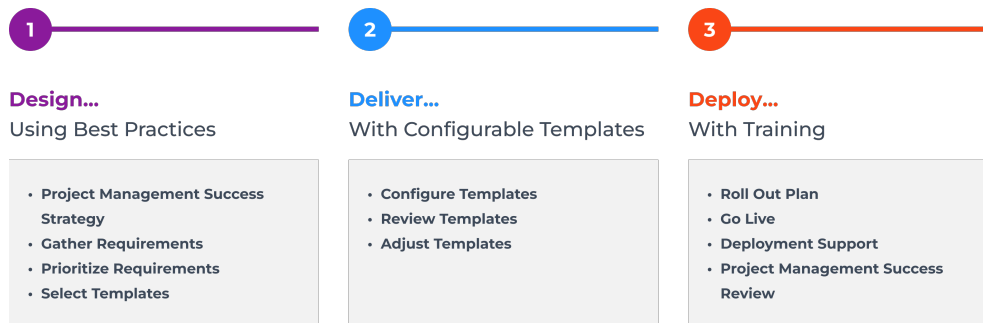 1
Design...
Using Best Practices
• Project Management Success
Strategy
• Gather Requirements
• Prioritize Requirements
• Select Templates
2
Deliver...
With Configurable Templates
• Configure Templates
• Review Templates
• Adjust Templates
3
Deploy...
With Training
• Roll Out Plan
• Go Live
• Deployment Support
• Project Management Success
Review